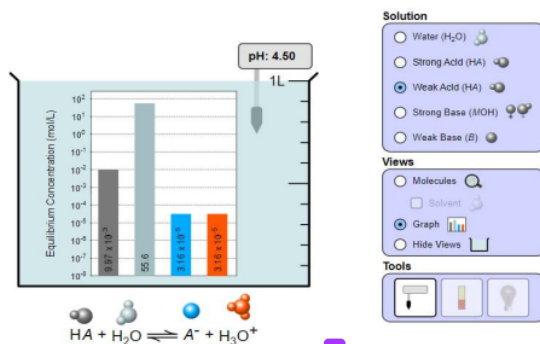 pH: 4.50
1L
Equilibrium Concentration (mol/L)
10²
10¹
10⁰
10⁻¹
10⁻²
10⁻³
10⁻⁴
10⁻⁵
10⁻⁶
10⁻⁷
10⁻⁸
9.97 x 10⁻³
55.6
3.16 x 10⁻⁵
3.16 x 10⁻⁵
HA + H₂O ⇌ A⁻ + H₃O⁺
Solution
Water (H₂O)
Strong Acid (HA)
Weak Acid (HA)
Strong Base (MOH)
Weak Base (B)
Views
Molecules
Solvent
Graph
Hide Views
Tools